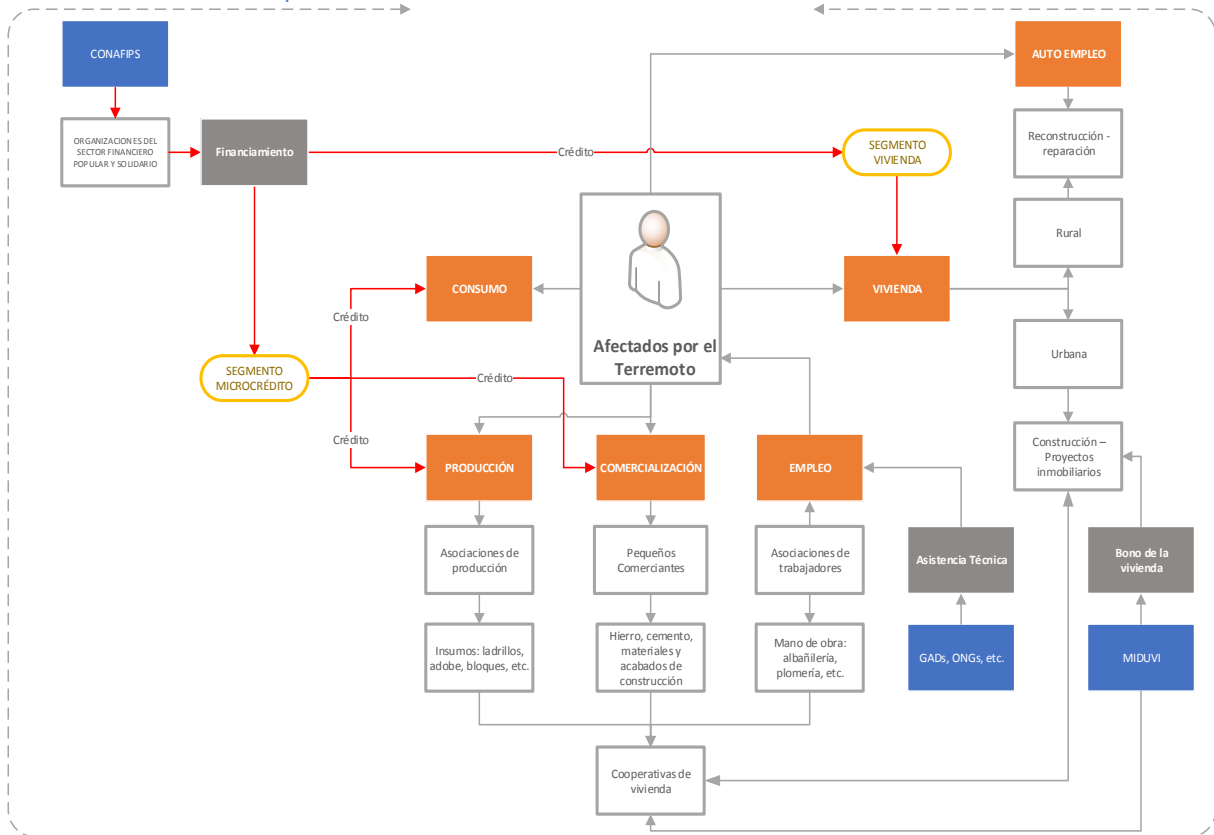 CONAFIPS
AUTO EMPLEO
ORGANIZACIONES DEL
SECTOR FINANCIERO
POPULAR Y SOLIDARIO
Financiamiento
Crédito
SEGMENTO
VIVIENDA
Reconstrucción -
reparación
Rural
CONSUMO
VIVIENDA
Crédito
Afectados por el
Terremoto
Urbana
SEGMENTO
MICROCRÉDITO
Crédito
Crédito
PRODUCCIÓN
COMERCIALIZACIÓN
EMPLEO
Construcción –
Proyectos
inmobiliarios
Asociaciones de
producción
Pequeños
Comerciantes
Asociaciones de
trabajadores
Asistencia Técnica
Bono de la
vivienda
Insumos: ladrillos,
adobe, bloques, etc.
Hierro, cemento,
materiales y
acabados de
construcción
Mano de obra:
albañilería,
plomería, etc.
GADs, ONGs, etc.
MIDUVI
Cooperativas de
vivienda